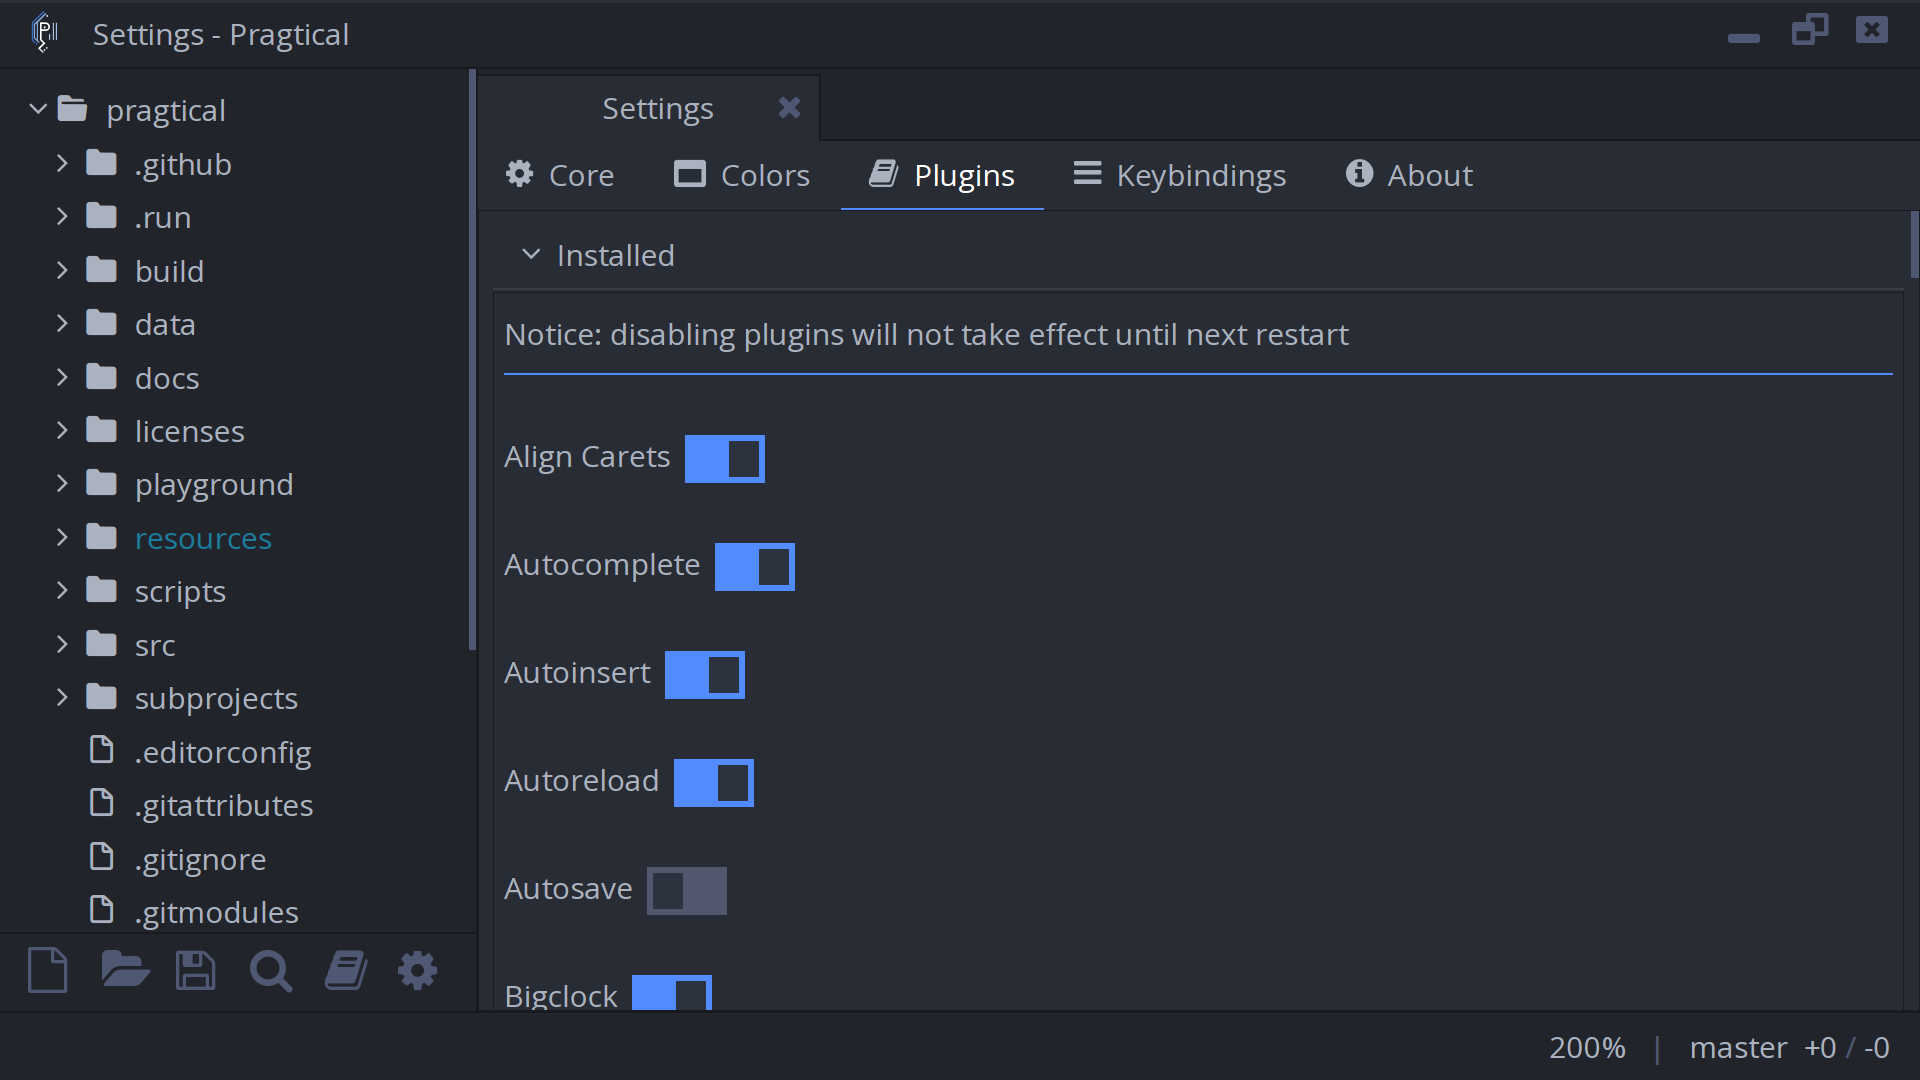 Settings - Pragtical
pragtical
.github
.run
build
data
docs
licenses
playground
resources
scripts
src
subprojects
.editorconfig
.gitattributes
.gitignore
.gitmodules
Settings
Core Colors Plugins Keybindings About
Installed
Notice: disabling plugins will not take effect until next restart
Align Carets
Autocomplete
Autoinsert
Autoreload
Autosave
Bigclock
200% | master +0 / -0